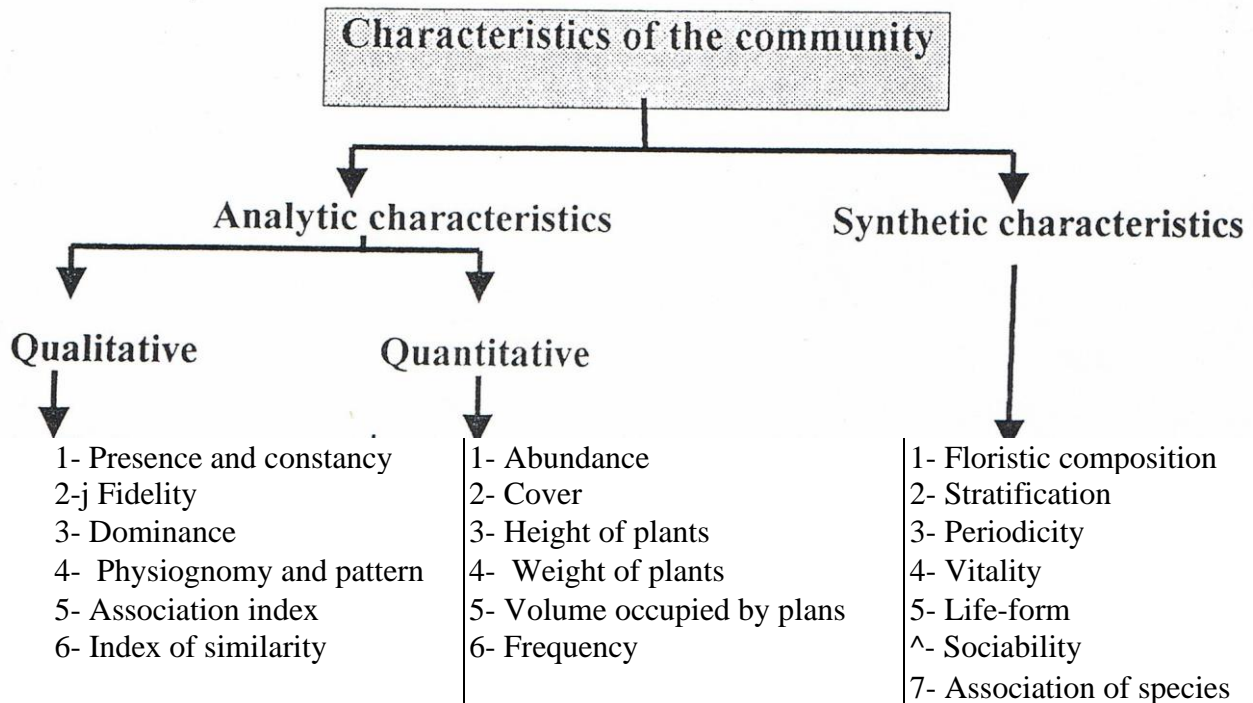 Characteristics of the community
Analytic characteristics
Synthetic characteristics
Qualitative
Quantitative
1- Presence and constancy
2-j Fidelity
3- Dominance
4- Physiognomy and pattern
5- Association index
6- Index of similarity
1- Abundance
2- Cover
3- Height of plants
4- Weight of plants
5- Volume occupied by plans
6- Frequency
1- Floristic composition
2- Stratification
3- Periodicity
4- Vitality
5- Life-form
^- Sociability
7- Association of species